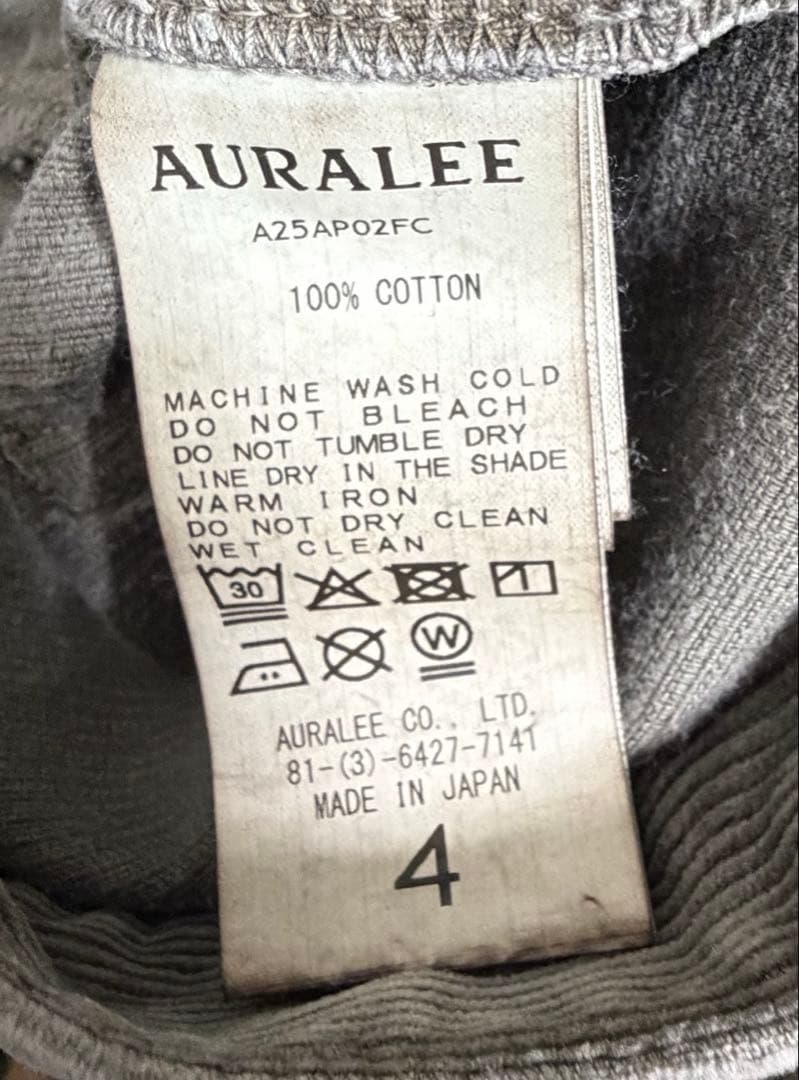 AURALEE
A25AP02FC
100% COTTON
MACHINE WASH COLD
DO NOT BLEACH
DO NOT TUMBLE DRY
LINE DRY IN THE SHADE
WARM IRON
DO NOT DRY CLEAN
WET CLEAN
30
W
AURALEE CO., LTD.
81-(3)-6427-7141
MADE IN JAPAN
4